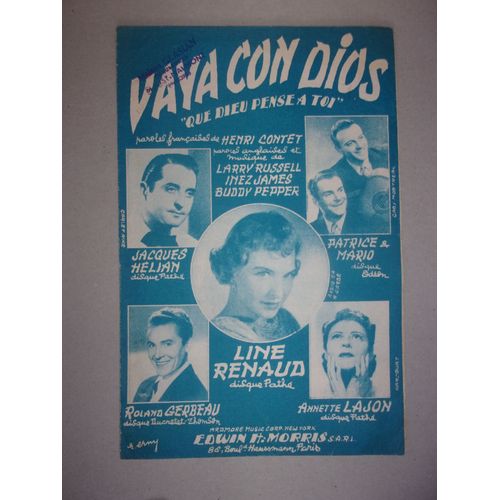 VAYA CON DIOS
"QUE DIEU PENSE A TOI"
paroles françaises de HENRI CONTET
paroles anglaises et
musique de
LARRY RUSSELL
INEZ JAMES
BUDDY PEPPER
JACQUES
HÉLIAN
disque Pathé
PATRICE &
MARIO
disque
Odéon
LINE
RENAUD
disque Pathé
ROLAND GERBEAU
disque Ducretet-Thomson
ANNETTE LAJON
disque Pathé
ARDMORE MUSIC CORP. NEW YORK
EDWIN H. MORRIS S.A.R.L.
86, Boulᵈ Haussmann, Paris